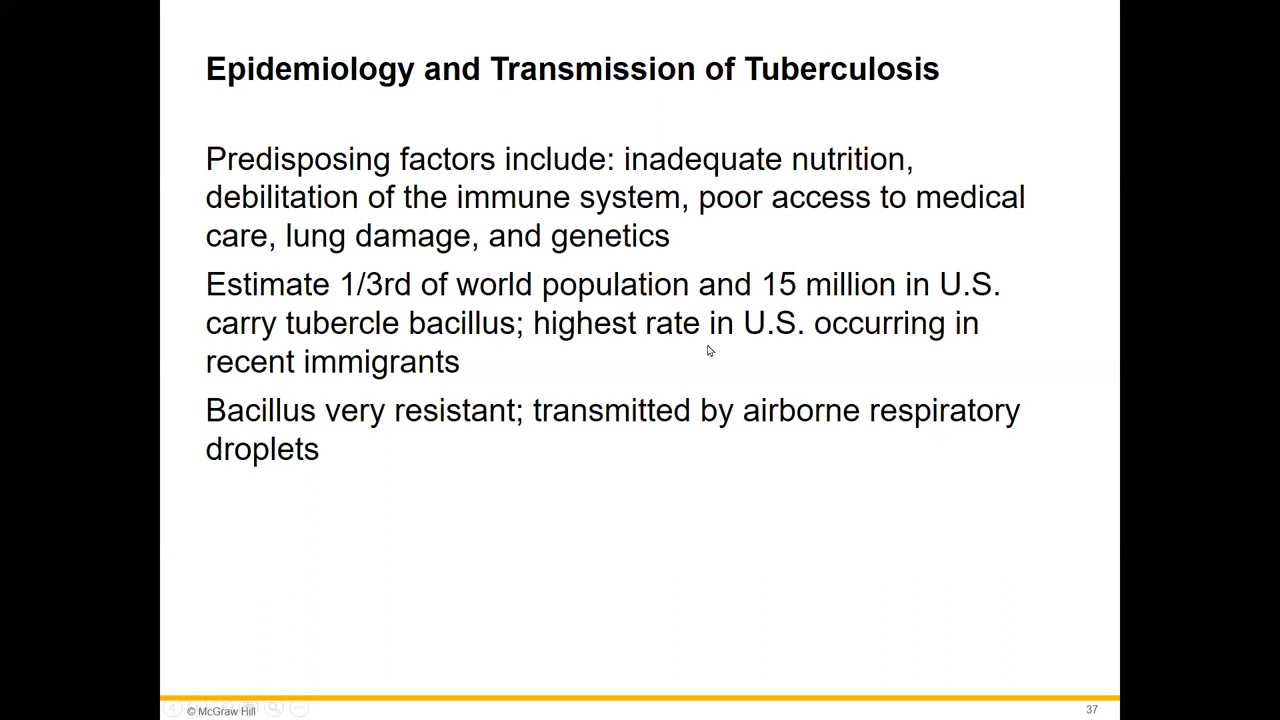 Epidemiology and Transmission of Tuberculosis
Predisposing factors include: inadequate nutrition,
debilitation of the immune system, poor access to medical
care, lung damage, and genetics
Estimate 1/3rd of world population and 15 million in U.S.
carry tubercle bacillus; highest rate in U.S. occurring in
recent immigrants
Bacillus very resistant; transmitted by airborne respiratory
droplets
© McGraw Hill
37